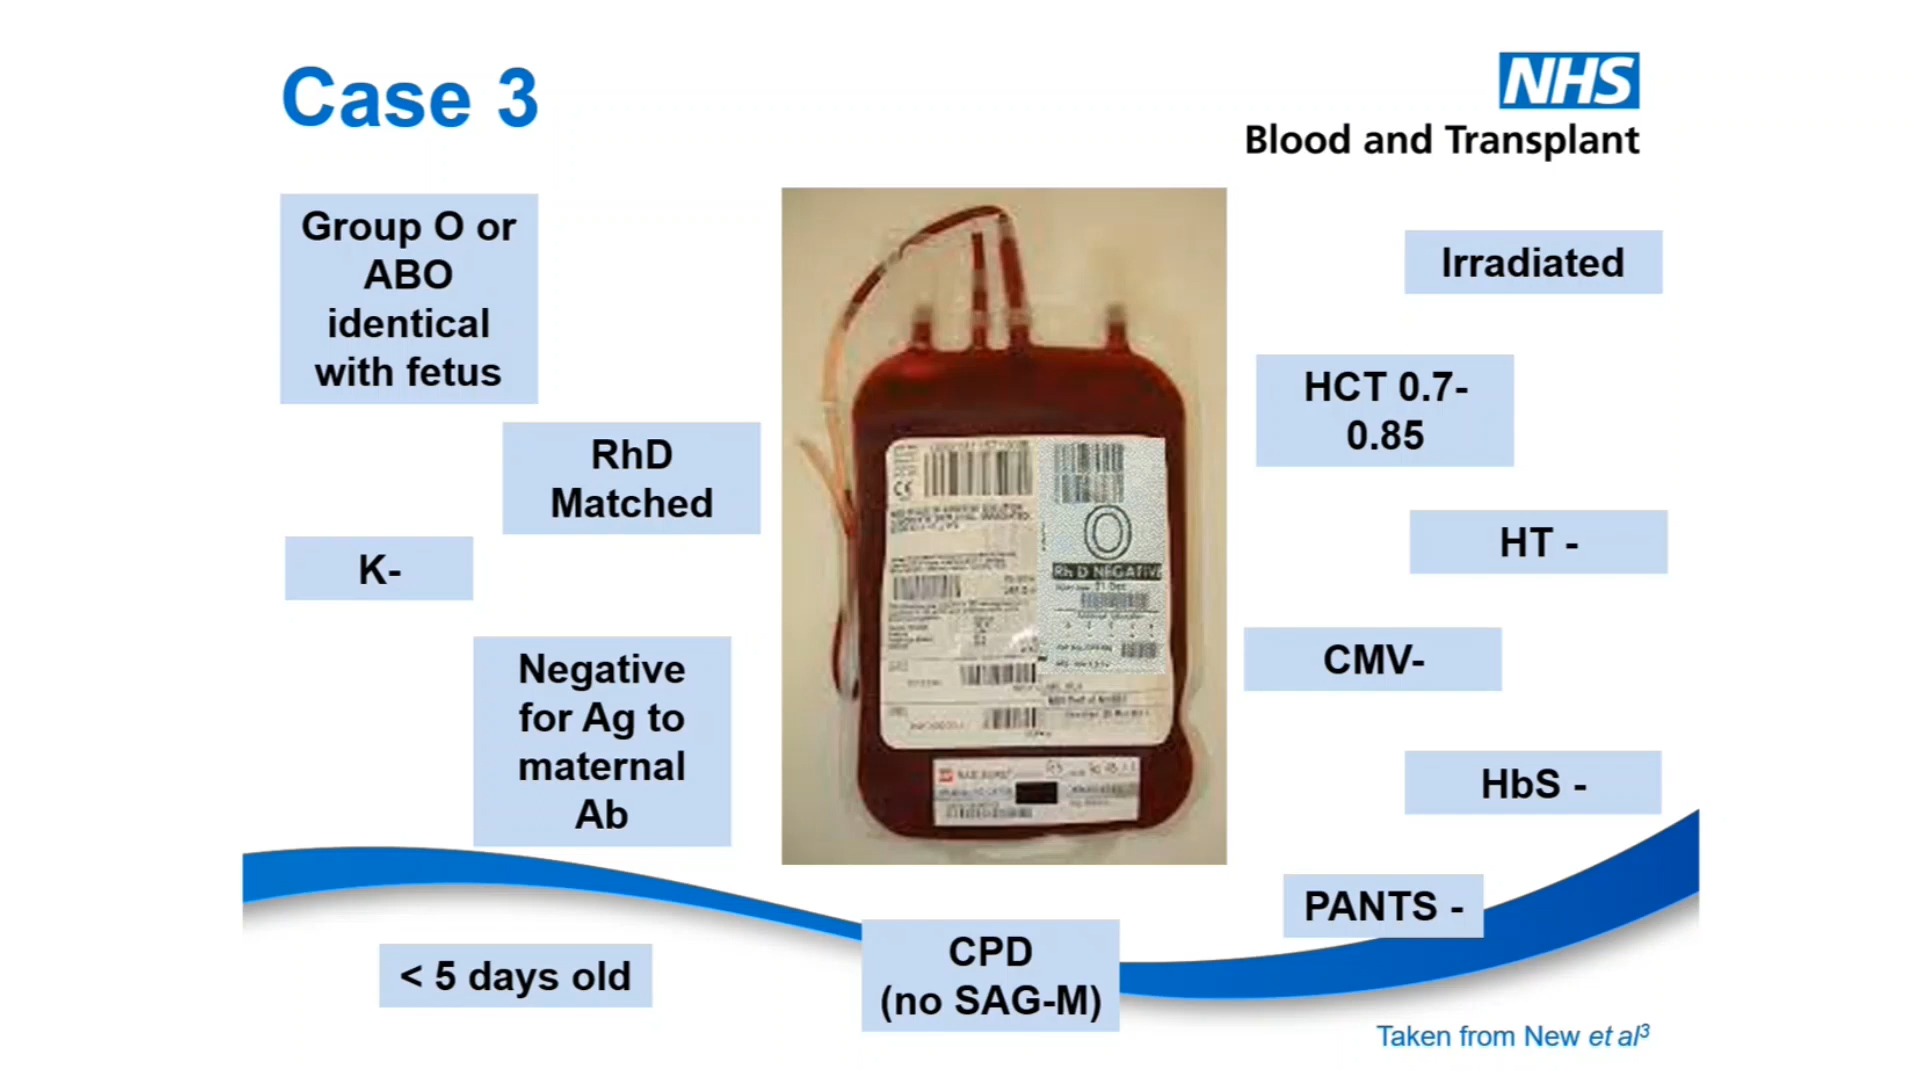 Case 3
NHS
Blood and Transplant
Group O or
ABO
identical
with fetus
RhD
Matched
K-
Negative
for Ag to
maternal
Ab
< 5 days old
CPD
(no SAG-M)
Irradiated
HCT 0.7-
0.85
HT -
CMV-
HbS -
PANTS -
O
Rh D NEGATIVE
Taken from New et al3